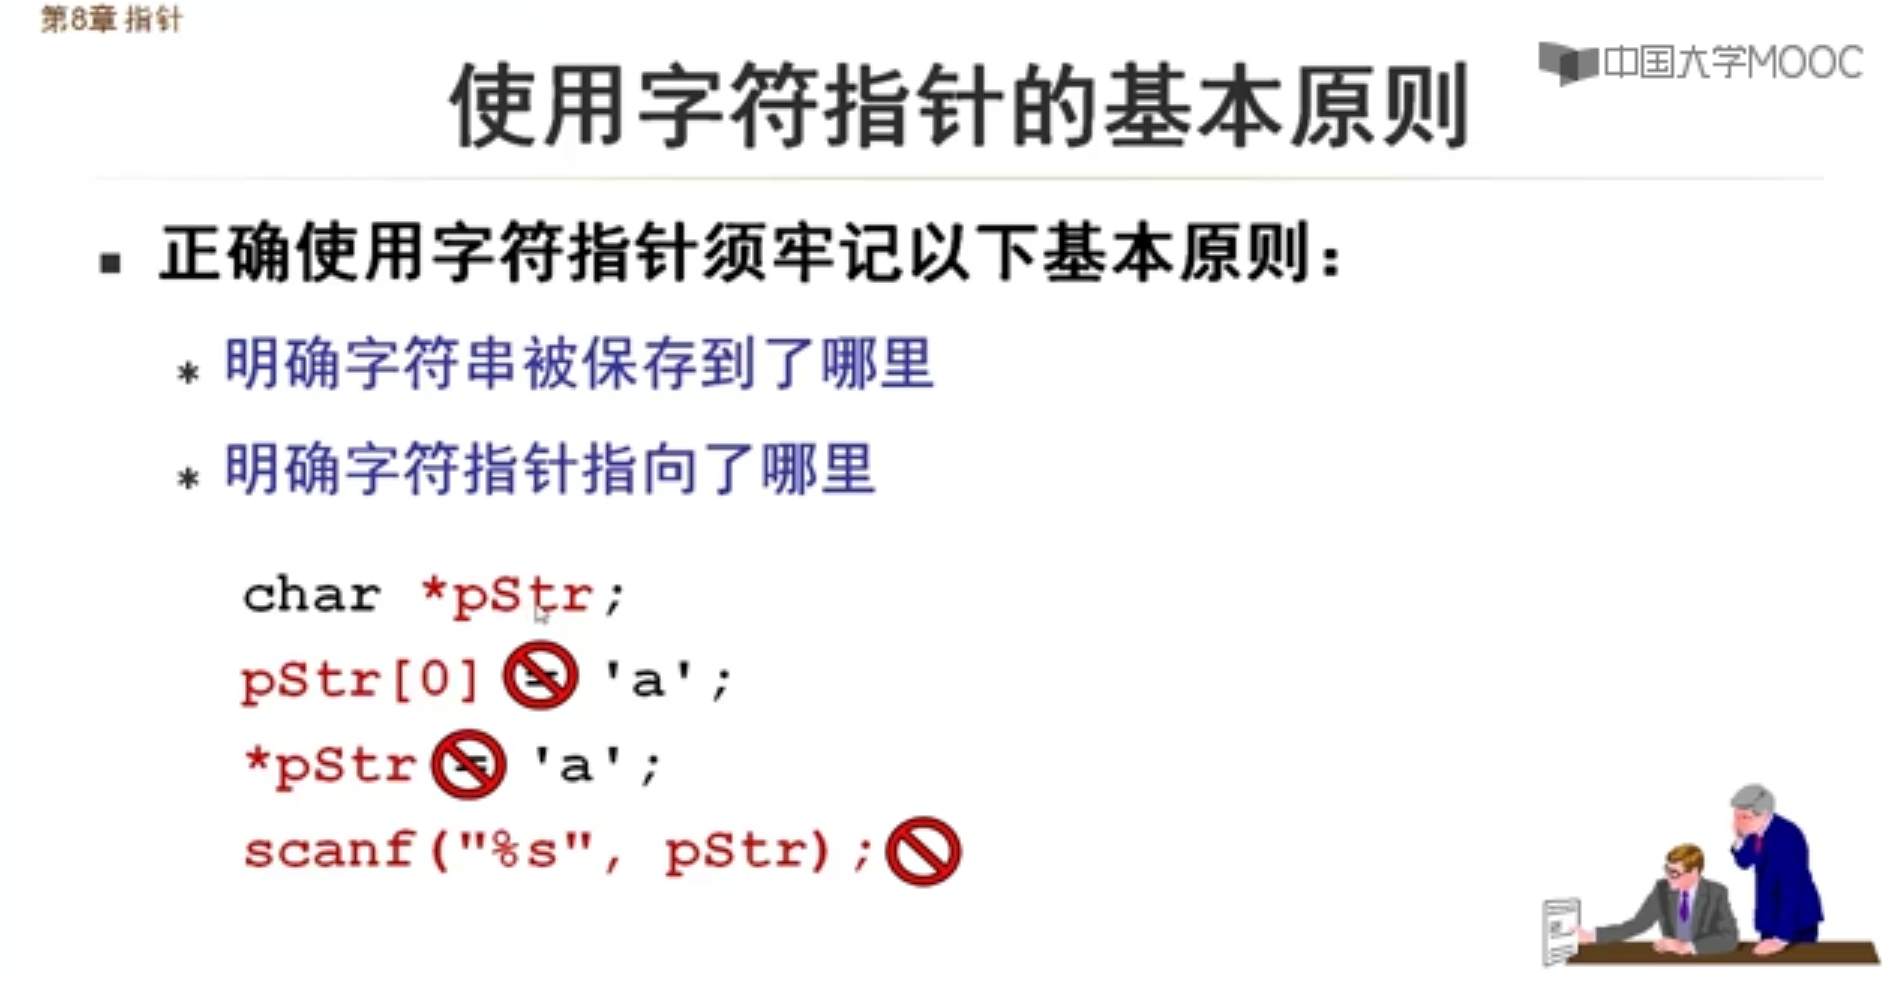 第8章 指针
中国大学MOOC
使用字符指针的基本原则
▪ 正确使用字符指针须牢记以下基本原则：
* 明确字符串被保存到了哪里
* 明确字符指针指向了哪里
char *pStr;
pStr[0] = 'a';
*pStr = 'a';
scanf("%s", pStr);